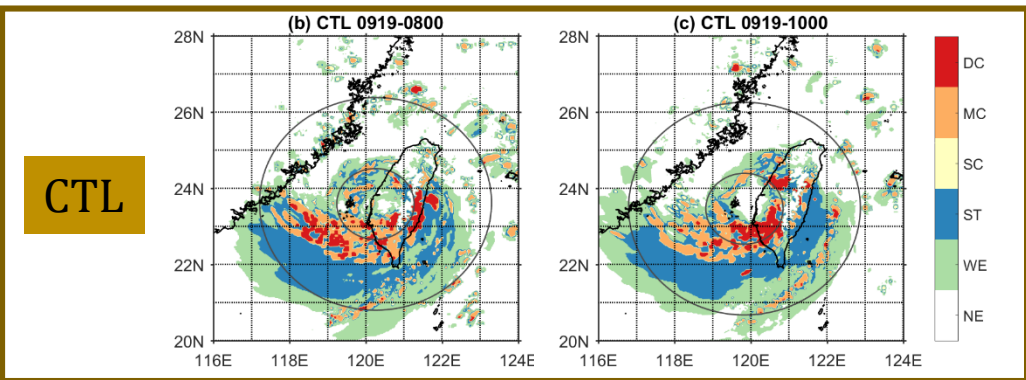 (b) CTL 0919-0800
(c) CTL 0919-1000
CTL
28N
26N
24N
22N
20N
116E
118E
120E
122E
124E
28N
26N
24N
22N
20N
116E
118E
120E
122E
124E
DC
MC
SC
ST
WE
NE